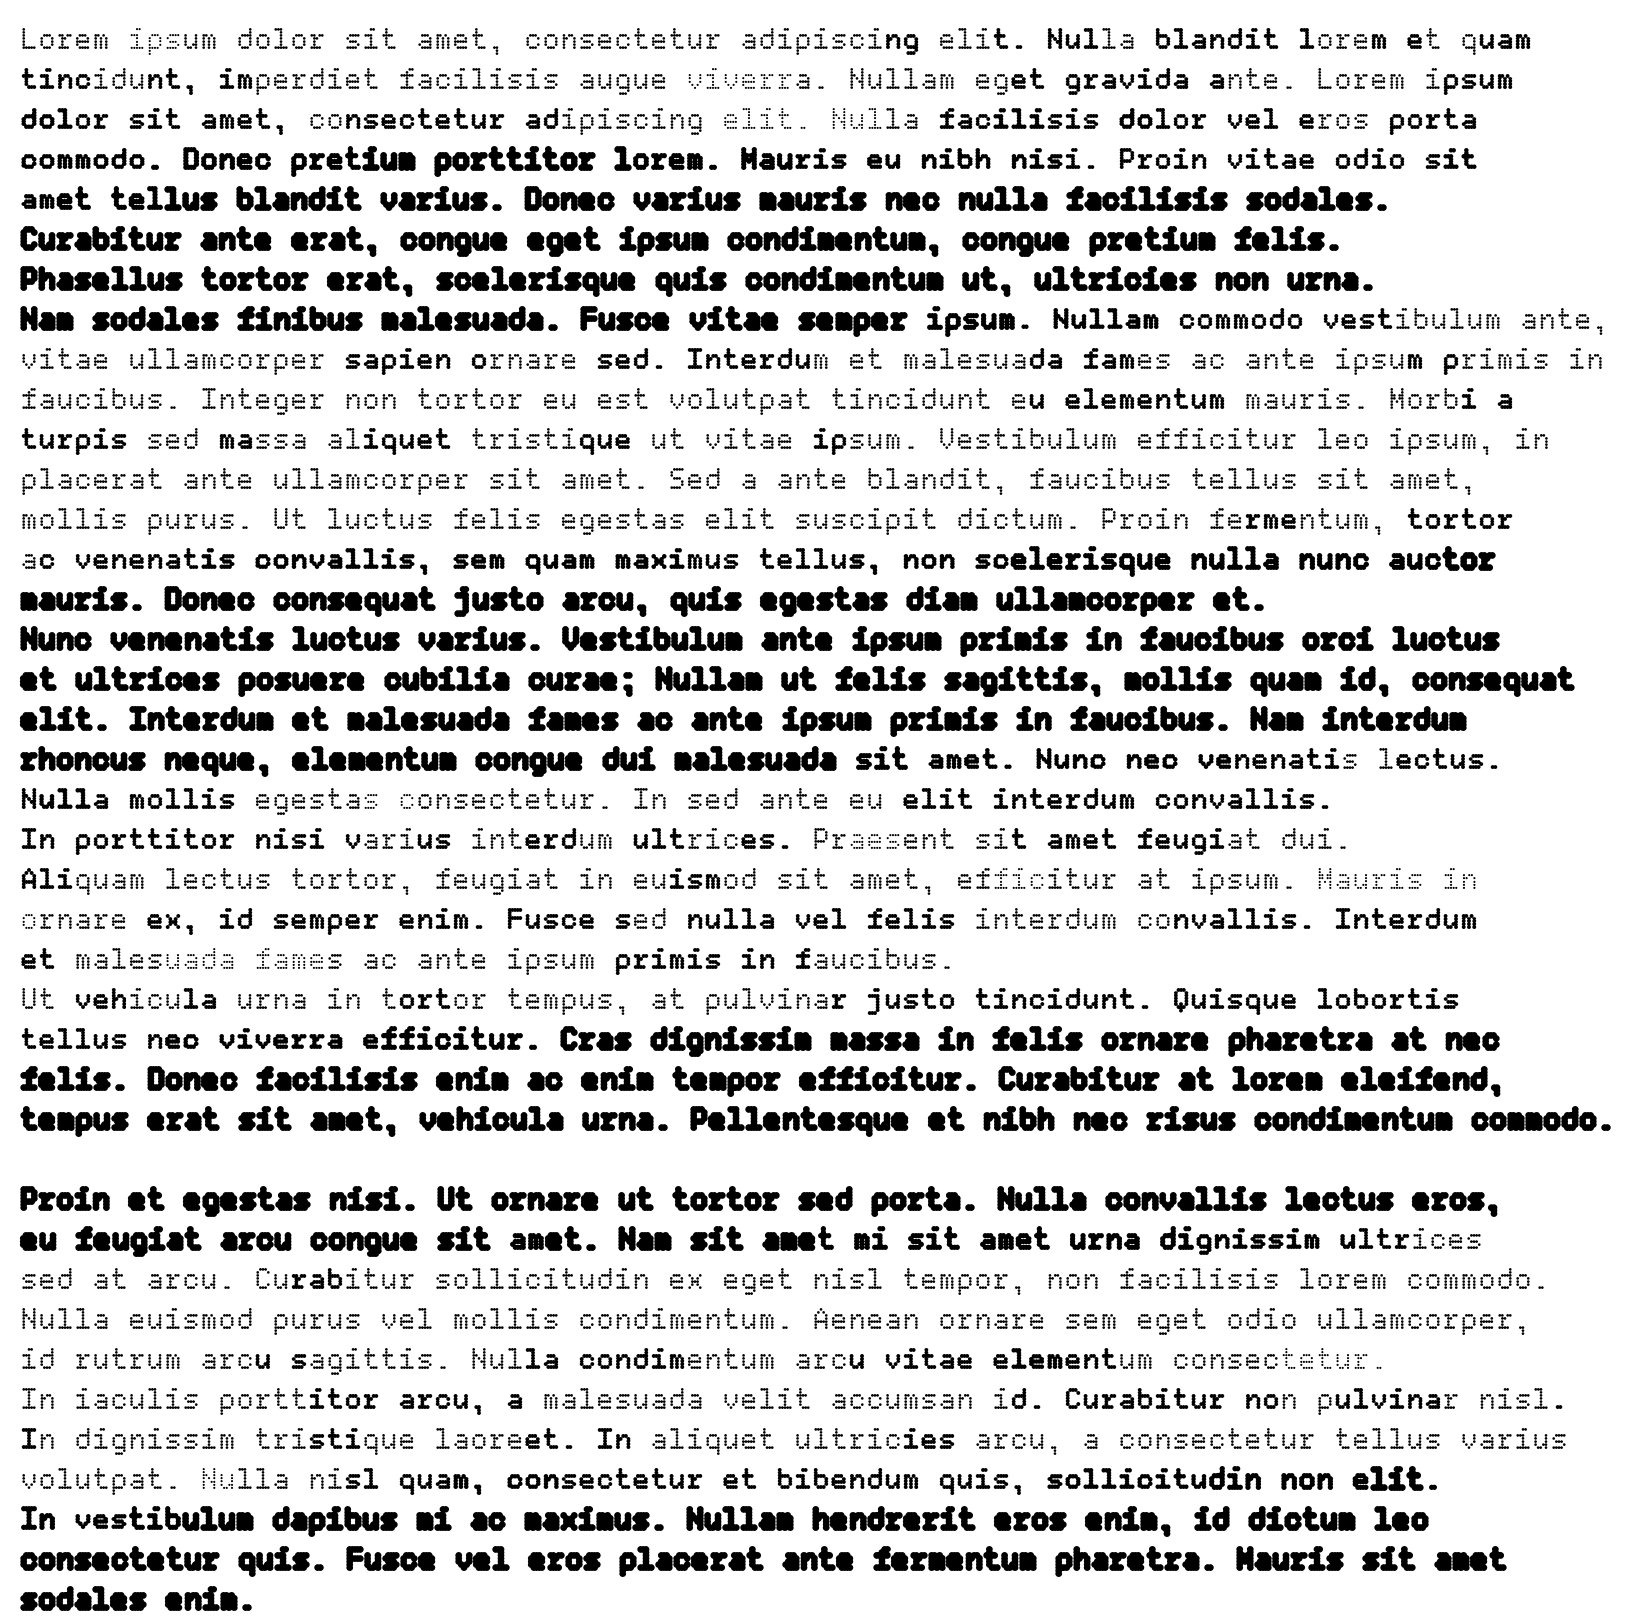 Lorem ipsum dolor sit amet, consectetur adipiscing elit. Nulla blandit lorem et quam
tincidunt, imperdiet facilisis augue viverra. Nullam eget gravida ante. Lorem ipsum
dolor sit amet, consectetur adipiscing elit. Nulla facilisis dolor vel eros porta
commodo. Donec pretium porttitor lorem. Mauris eu nibh nisi. Proin vitae odio sit
amet tellus blandit varius. Donec varius mauris nec nulla facilisis sodales.
Curabitur ante erat, congue eget ipsum condimentum, congue pretium felis.
Phasellus tortor erat, scelerisque quis condimentum ut, ultricies non urna.
Nam sodales finibus malesuada. Fusce vitae semper ipsum. Nullam commodo vestibulum ante,
vitae ullamcorper sapien ornare sed. Interdum et malesuada fames ac ante ipsum primis in
faucibus. Integer non tortor eu est volutpat tincidunt eu elementum mauris. Morbi a
turpis sed massa aliquet tristique ut vitae ipsum. Vestibulum efficitur leo ipsum, in
placerat ante ullamcorper sit amet. Sed a ante blandit, faucibus tellus sit amet,
mollis purus. Ut luctus felis egestas elit suscipit dictum. Proin fermentum, tortor
ac venenatis convallis, sem quam maximus tellus, non scelerisque nulla nunc auctor
mauris. Donec consequat justo arcu, quis egestas diam ullamcorper et.
Nunc venenatis luctus varius. Vestibulum ante ipsum primis in faucibus orci luctus
et ultrices posuere cubilia curae; Nullam ut felis sagittis, mollis quam id, consequat
elit. Interdum et malesuada fames ac ante ipsum primis in faucibus. Nam interdum
rhoncus neque, elementum congue dui malesuada sit amet. Nunc nec venenatis lectus.
Nulla mollis egestas consectetur. In sed ante eu elit interdum convallis.
In porttitor nisi varius interdum ultrices. Praesent sit amet feugiat dui.
Aliquam lectus tortor, feugiat in euismod sit amet, efficitur at ipsum. Mauris in
ornare ex, id semper enim. Fusce sed nulla vel felis interdum convallis. Interdum
et malesuada fames ac ante ipsum primis in faucibus.
Ut vehicula urna in tortor tempus, at pulvinar justo tincidunt. Quisque lobortis
tellus nec viverra efficitur. Cras dignissim massa in felis ornare pharetra at nec
felis. Donec facilisis enim ac enim tempor efficitur. Curabitur at lorem eleifend,
tempus erat sit amet, vehicula urna. Pellentesque et nibh nec risus condimentum commodo.

Proin et egestas nisi. Ut ornare ut tortor sed porta. Nulla convallis lectus eros,
eu feugiat arcu congue sit amet. Nam sit amet mi sit amet urna dignissim ultrices
sed at arcu. Curabitur sollicitudin ex eget nisl tempor, non facilisis lorem commodo.
Nulla euismod purus vel mollis condimentum. Aenean ornare sem eget odio ullamcorper,
id rutrum arcu sagittis. Nulla condimentum arcu vitae elementum consectetur.
In iaculis porttitor arcu, a malesuada velit accumsan id. Curabitur non pulvinar nisl.
In dignissim tristique laoreet. In aliquet ultricies arcu, a consectetur tellus varius
volutpat. Nulla nisl quam, consectetur et bibendum quis, sollicitudin non elit.
In vestibulum dapibus mi ac maximus. Nullam hendrerit eros enim, id dictum leo
consectetur quis. Fusce vel eros placerat ante fermentum pharetra. Mauris sit amet
sodales enim.